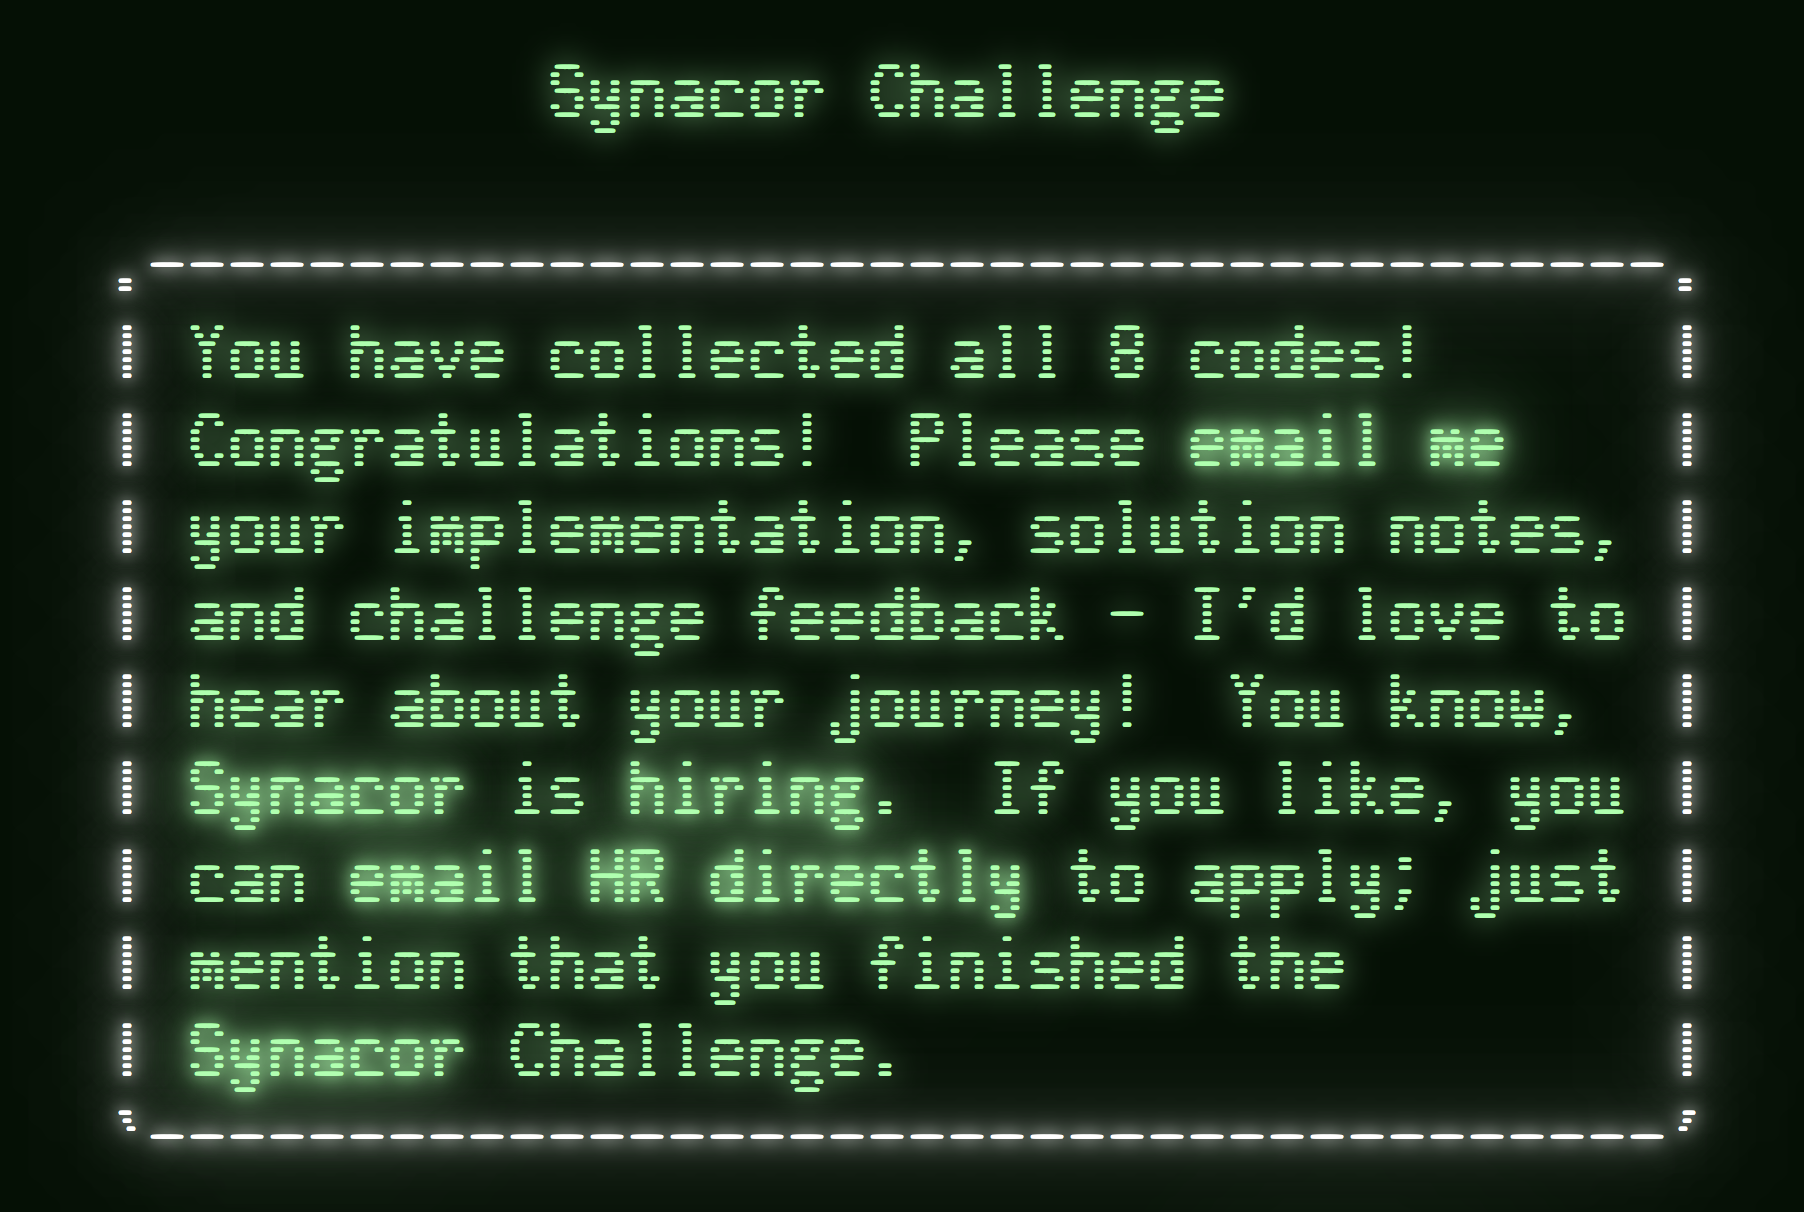 Synacor Challenge
You have collected all 8 codes!
Congratulations!  Please email me
your implementation, solution notes,
and challenge feedback - I'd love to
hear about your journey!  You know,
Synacor is hiring.  If you like, you
can email HR directly to apply; just
mention that you finished the
Synacor Challenge.